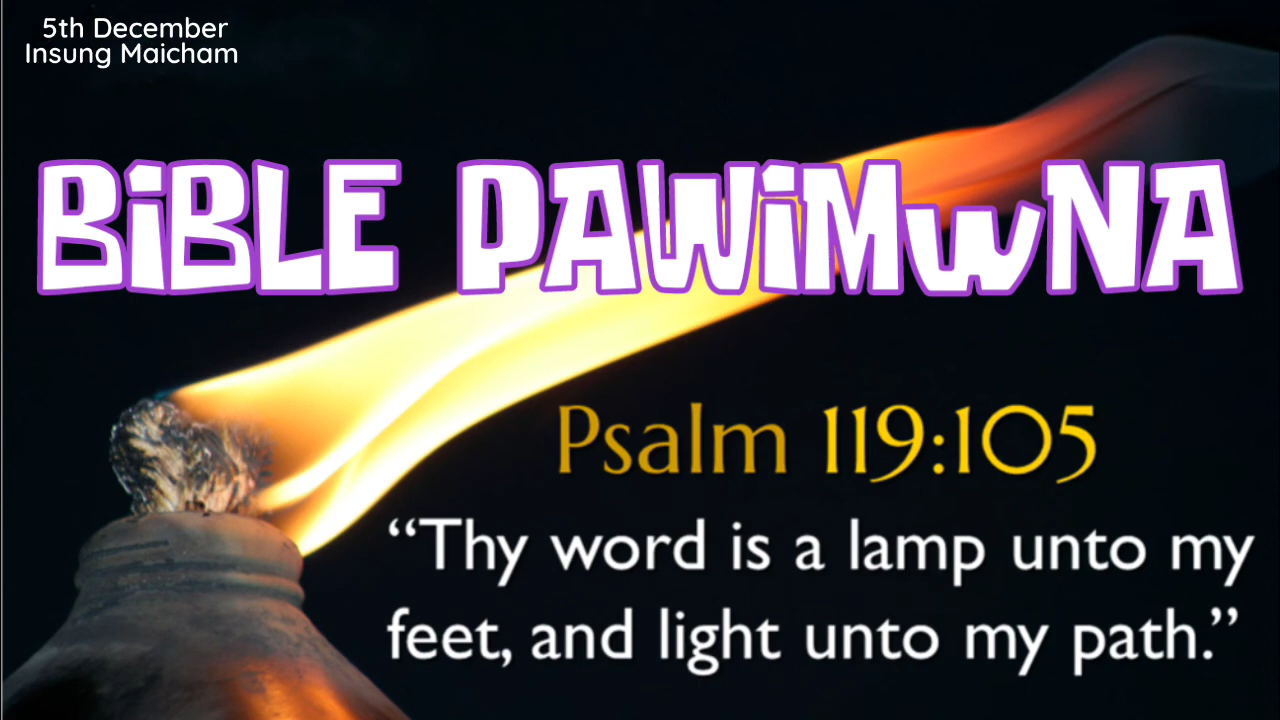 5th December
Insung Maicham
BiBLE PAWiMwNA
Psalm 119:105
“Thy word is a lamp unto my
feet, and light unto my path.”